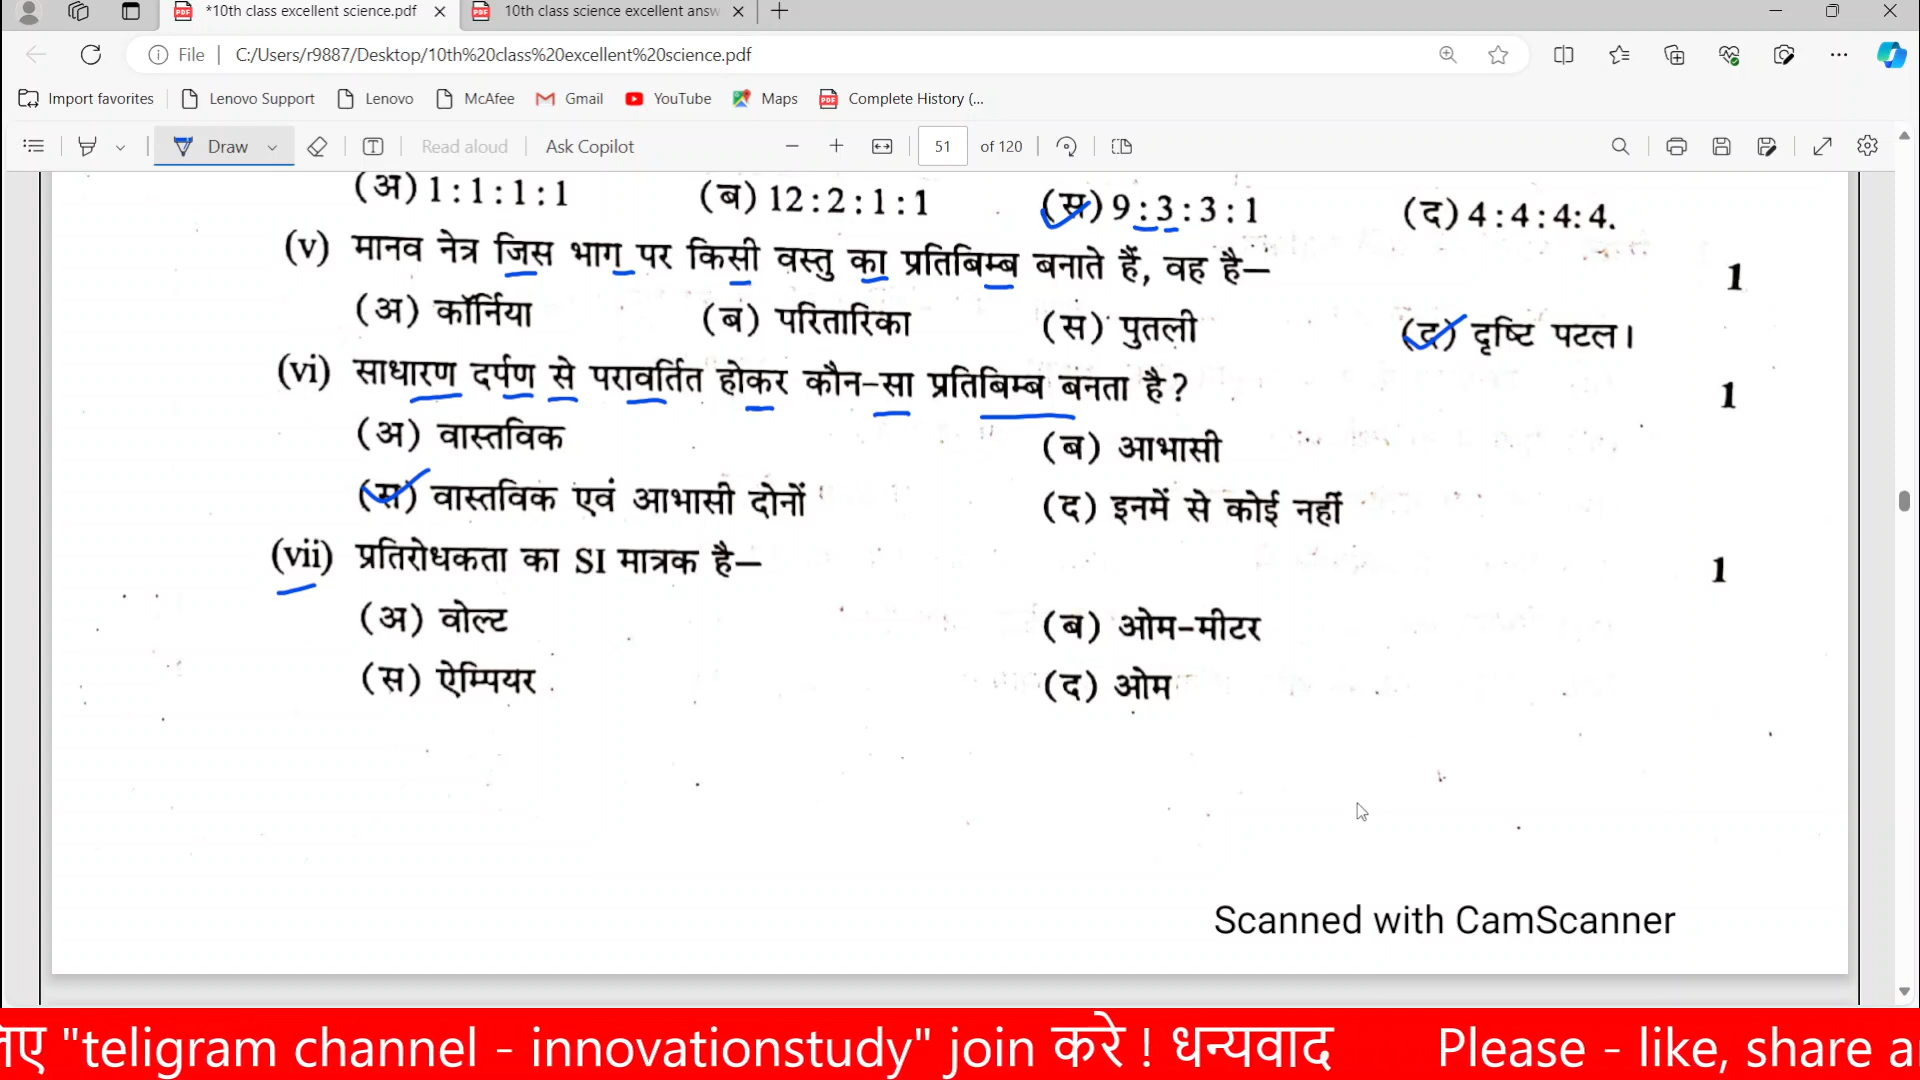 *10th class excellent science.pdf
10th class science excellent answ
File
C:/Users/r9887/Desktop/10th%20class%20excellent%20science.pdf
Import favorites Lenovo Support Lenovo McAfee Gmail YouTube Maps Complete History (...
Draw Read aloud Ask Copilot 51 of 120
(अ) 1 : 1 : 1 : 1 (ब) 12 : 2 : 1 : 1 (स) 9 : 3 : 3 : 1 (द) 4 : 4 : 4: 4.
(v) मानव नेत्र जिस भाग पर किसी वस्तु का प्रतिबिम्ब बनाते हैं, वह है— 1
(अ) कॉर्निया (ब) परितारिका (स) पुतली (द) दृष्टि पटल।
(vi) साधारण दर्पण से परावर्तित होकर कौन-सा प्रतिबिम्ब बनता है? 1
(अ) वास्तविक (ब) आभासी
(स) वास्तविक एवं आभासी दोनों (द) इनमें से कोई नहीं
(vii) प्रतिरोधकता का SI मात्रक है— 1
(अ) वोल्ट (ब) ओम-मीटर
(स) ऐम्पियर (द) ओम
Scanned with CamScanner
"teligram channel - innovationstudy" join करे ! धन्यवाद Please - like, share